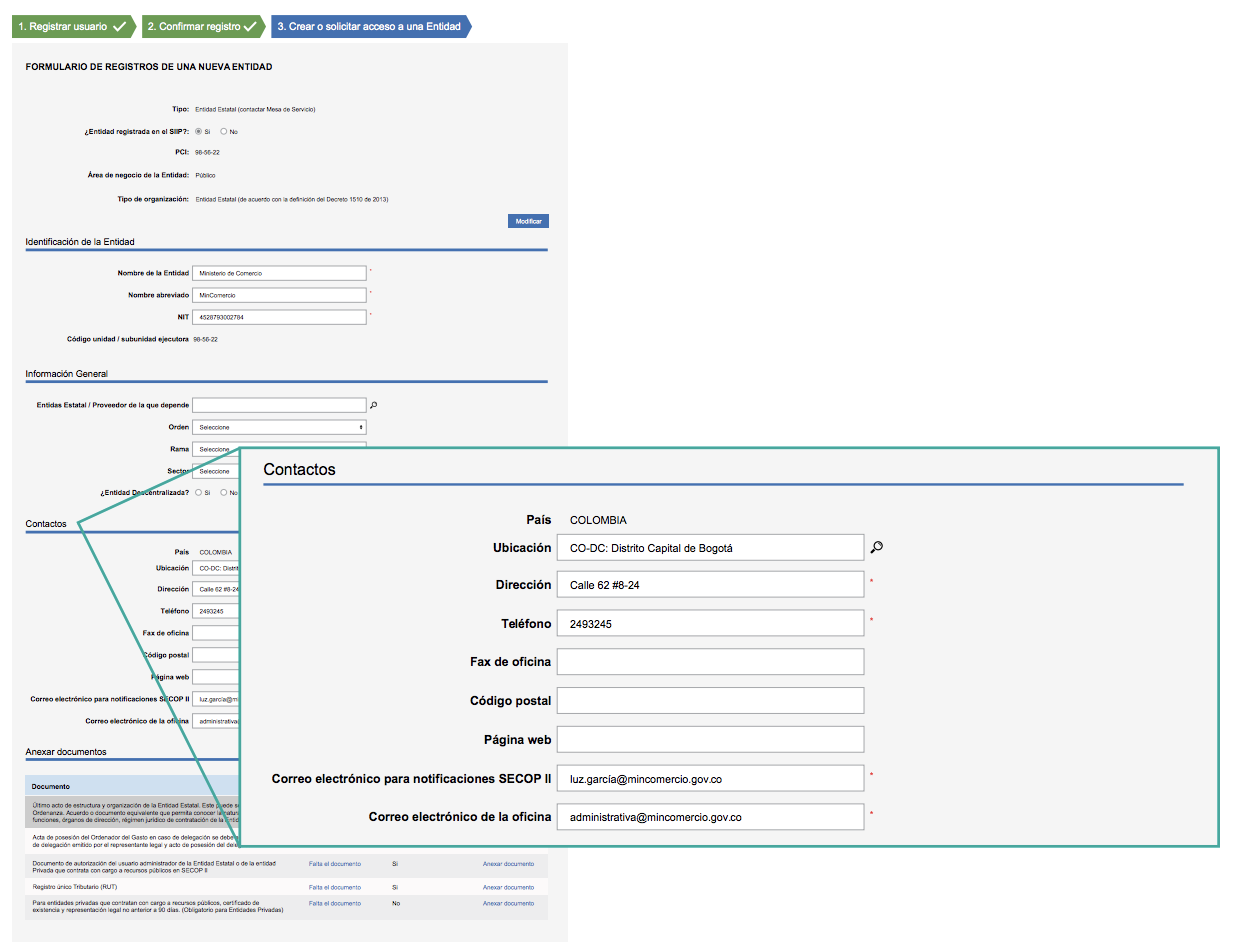 1. Registrar usuario
2. Confirmar registro
3. Crear o solicitar acceso a una Entidad
FORMULARIO DE REGISTROS DE UNA NUEVA ENTIDAD
Tipo: Entidad Estatal (contactar Mesa de Servicio)
¿Entidad registrada en el SIIP?: Si No
PCI: 98-56-22
Área de negocio de la Entidad: Público
Tipo de organización: Entidad Estatal (de acuerdo con la definición del Decreto 1510 de 2013)
Modificar
Identificación de la Entidad
Nombre de la Entidad Ministerio de Comercio *
Nombre abreviado MinComercio *
NIT 4528793002784 *
Código unidad / subunidad ejecutora 98-56-22
Información General
Entidas Estatal / Proveedor de la que depende
Orden Seleccione
Rama Seleccione
Sector Seleccione
¿Entidad Descentralizada? Si No
Contactos
País COLOMBIA
Ubicación CO-DC: Distrit
Dirección Calle 62 #8-24
Teléfono 2493245
Fax de oficina
Código postal
Página web
Correo electrónico para notificaciones SECOP II luz.garcía@m
Correo electrónico de la oficina administrativa
Anexar documentos
Documento
Último acto de estructura y organización de la Entidad Estatal. Este puede se
Ordenanza. Acuerdo o documento equivalente que permita conocer la natur
funciones, órganos de dirección, régimen jurídico de contratación de la Entid
Acta de posesión del Ordenador del Gasto en caso de delegación se debe
de delegación emitico por el representante legal y acto de posesión del dele
Documento de autorización del usuario administrador de la Entidad Estatal o de la entidad
Privada que contrata con cargo a recursos públicos en SECOP II
Falta el documento Si Anexar documento
Registro único Tributario (RUT) Falta el documento Si Anexar documento
Para entidades privadas que contratan con cargo a recursos públicos, certificado de
existencia y representación legal no anterior a 90 días. (Obligatorio para Entidades Privadas)
Falta el documento No Anexar documento
Contactos
País COLOMBIA
Ubicación CO-DC: Distrito Capital de Bogotá
Dirección Calle 62 #8-24 *
Teléfono 2493245 *
Fax de oficina
Código postal
Página web
Correo electrónico para notificaciones SECOP II luz.garcía@mincomercio.gov.co *
Correo electrónico de la oficina administrativa@mincomercio.gov.co *